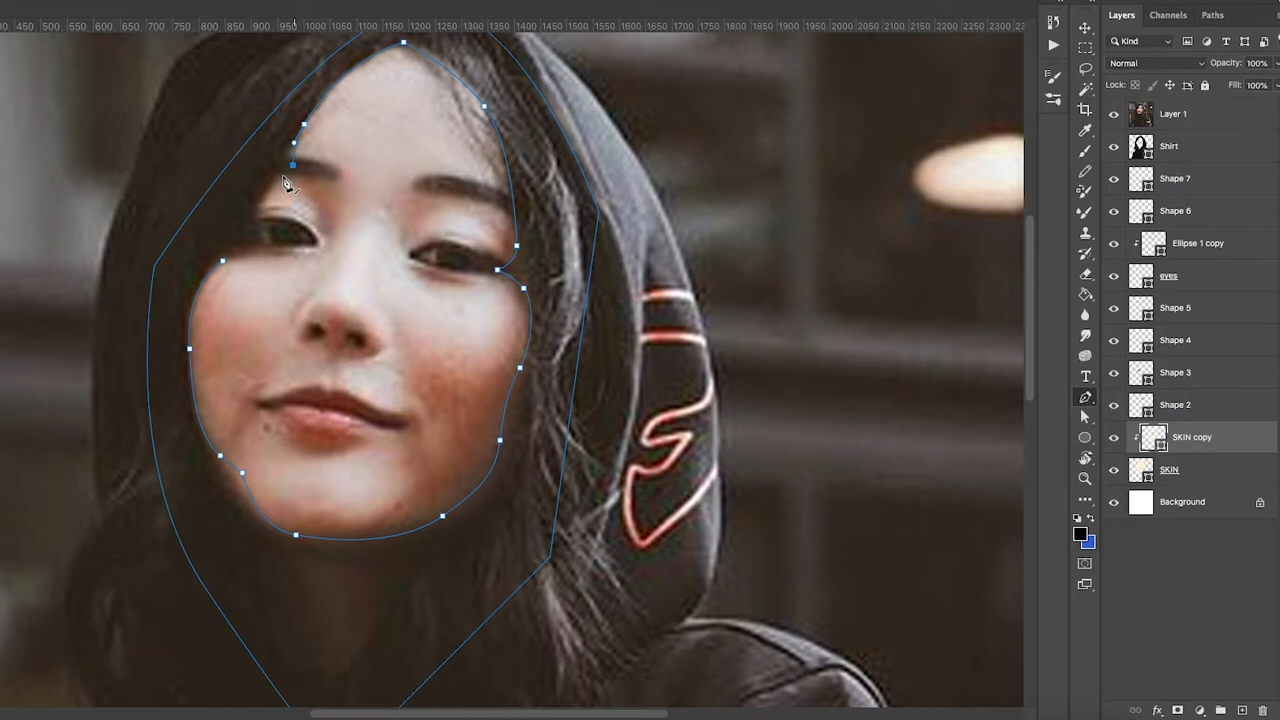 450 500 550 600 650 700 750 800 850 900 950 1000 1050 1100 1150 1200 1250 1300 1350 1400 1450 1500 1550 1600 1650 1700 1750 1800 1850 1900 1950 2000 2050 2100 2150 2200 2250 2300
Layers Channels Paths
Kind
Normal Opacity: 100%
Lock: Fill: 100%
Layer 1
Shirt
Shape 7
Shape 6
Ellipse 1 copy
eyes
Shape 5
Shape 4
Shape 3
Shape 2
SKIN copy
SKIN
Background
fx